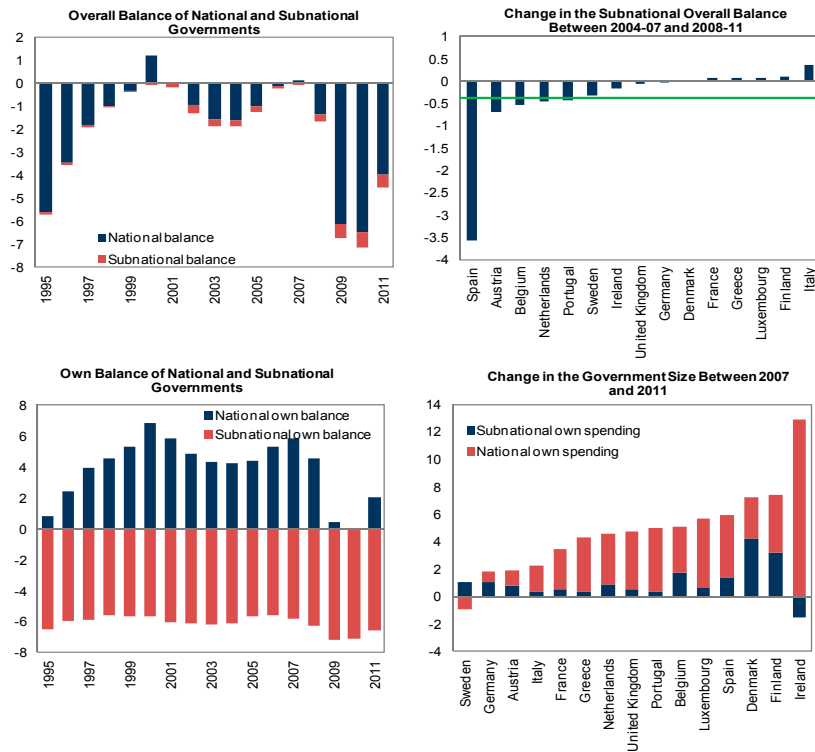 Overall Balance of National and Subnational
Governments
2
1
0
-1
-2
-3
-4
-5
-6
-7
-8
National balance
Subnational balance
1995
1997
1999
2001
2003
2005
2007
2009
2011
Change in the Subnational Overall Balance
Between 2004-07 and 2008-11
1
0.5
0
-0.5
-1
-1.5
-2
-2.5
-3
-3.5
-4
Spain
Austria
Belgium
Netherlands
Portugal
Sweden
Ireland
United Kingdom
Germany
Denmark
France
Greece
Luxembourg
Finland
Italy
Own Balance of National and Subnational
Governments
8
6
4
2
0
-2
-4
-6
-8
National own balance
Subnational own balance
1995
1997
1999
2001
2003
2005
2007
2009
2011
Change in the Government Size Between 2007
and 2011
14
12
10
8
6
4
2
0
-2
-4
Subnational own spending
National own spending
Sweden
Germany
Austria
Italy
France
Greece
Netherlands
United Kingdom
Portugal
Belgium
Luxembourg
Spain
Denmark
Finland
Ireland